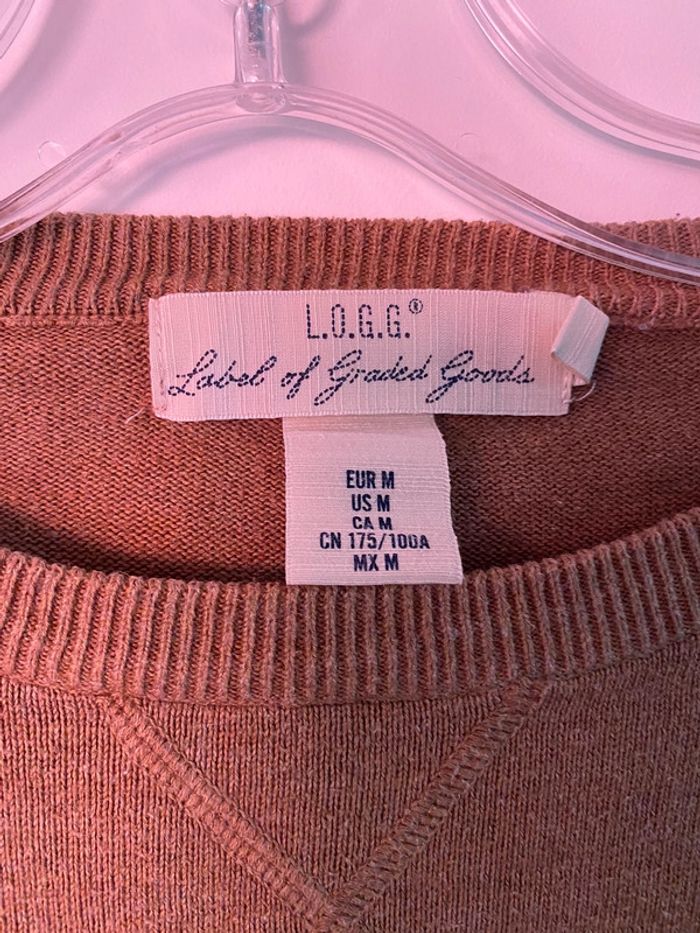 L.O.G.G.®
Label of Graded Goods
EUR M
US M
CA M
CN 175/100A
MX M